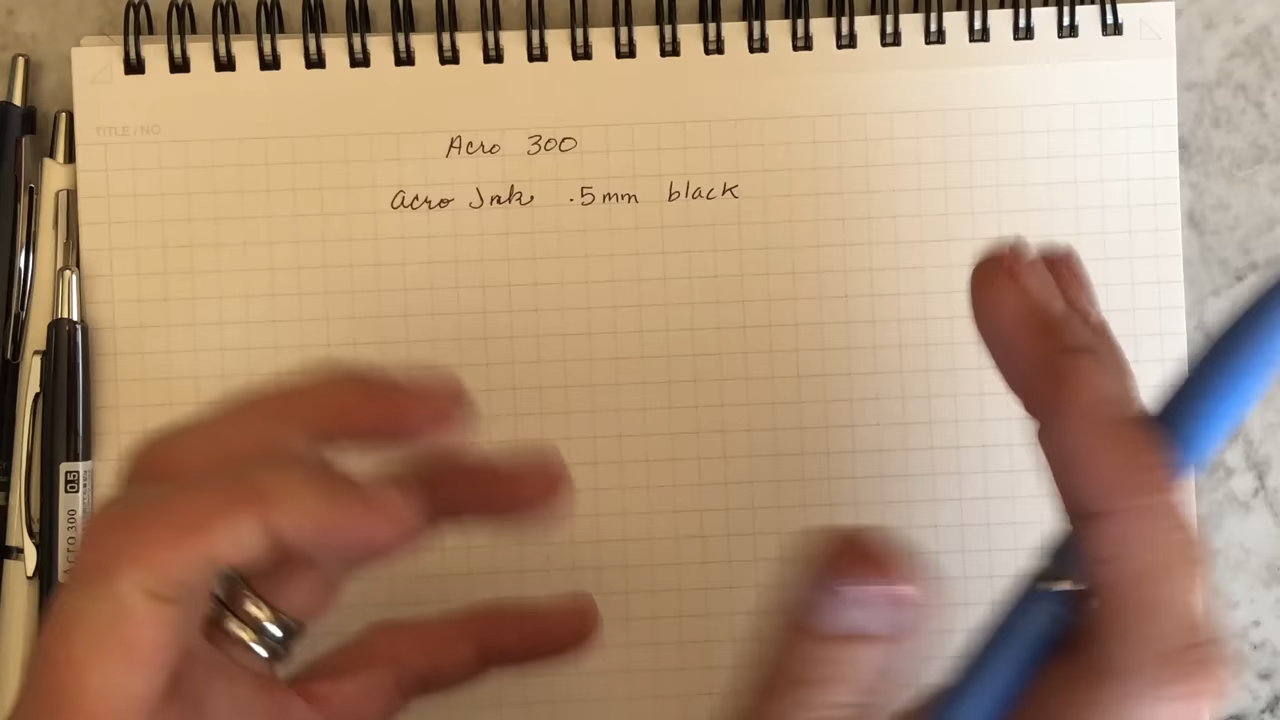 TITLE / NO.
Acro 300
acro Ink .5mm black
0.5
ACRO 300